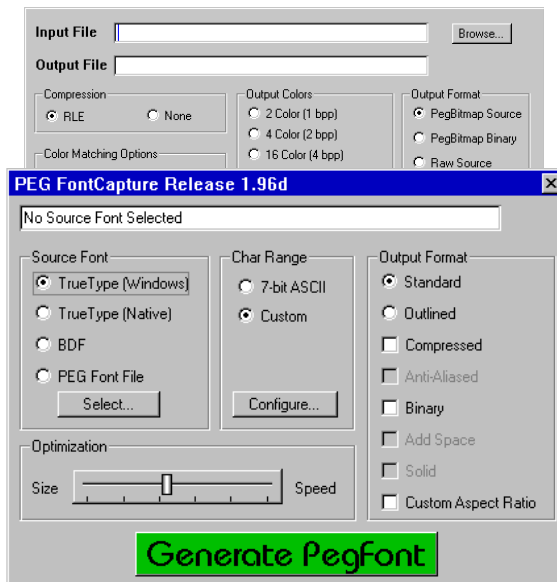 Input File
Browse...
Output File
Compression
RLE
None
Color Matching Options
Output Colors
2 Color (1 bpp)
4 Color (2 bpp)
16 Color (4 bpp)
Output Format
PegBitmap Source
PegBitmap Binary
Raw Source
PEG FontCapture Release 1.96d
No Source Font Selected
Source Font
TrueType (Windows)
TrueType (Native)
BDF
PEG Font File
Select...
Char Range
7-bit ASCII
Custom
Configure...
Output Format
Standard
Outlined
Compressed
Anti-Aliased
Binary
Add Space
Solid
Custom Aspect Ratio
Optimization
Size
Speed
Generate PegFont